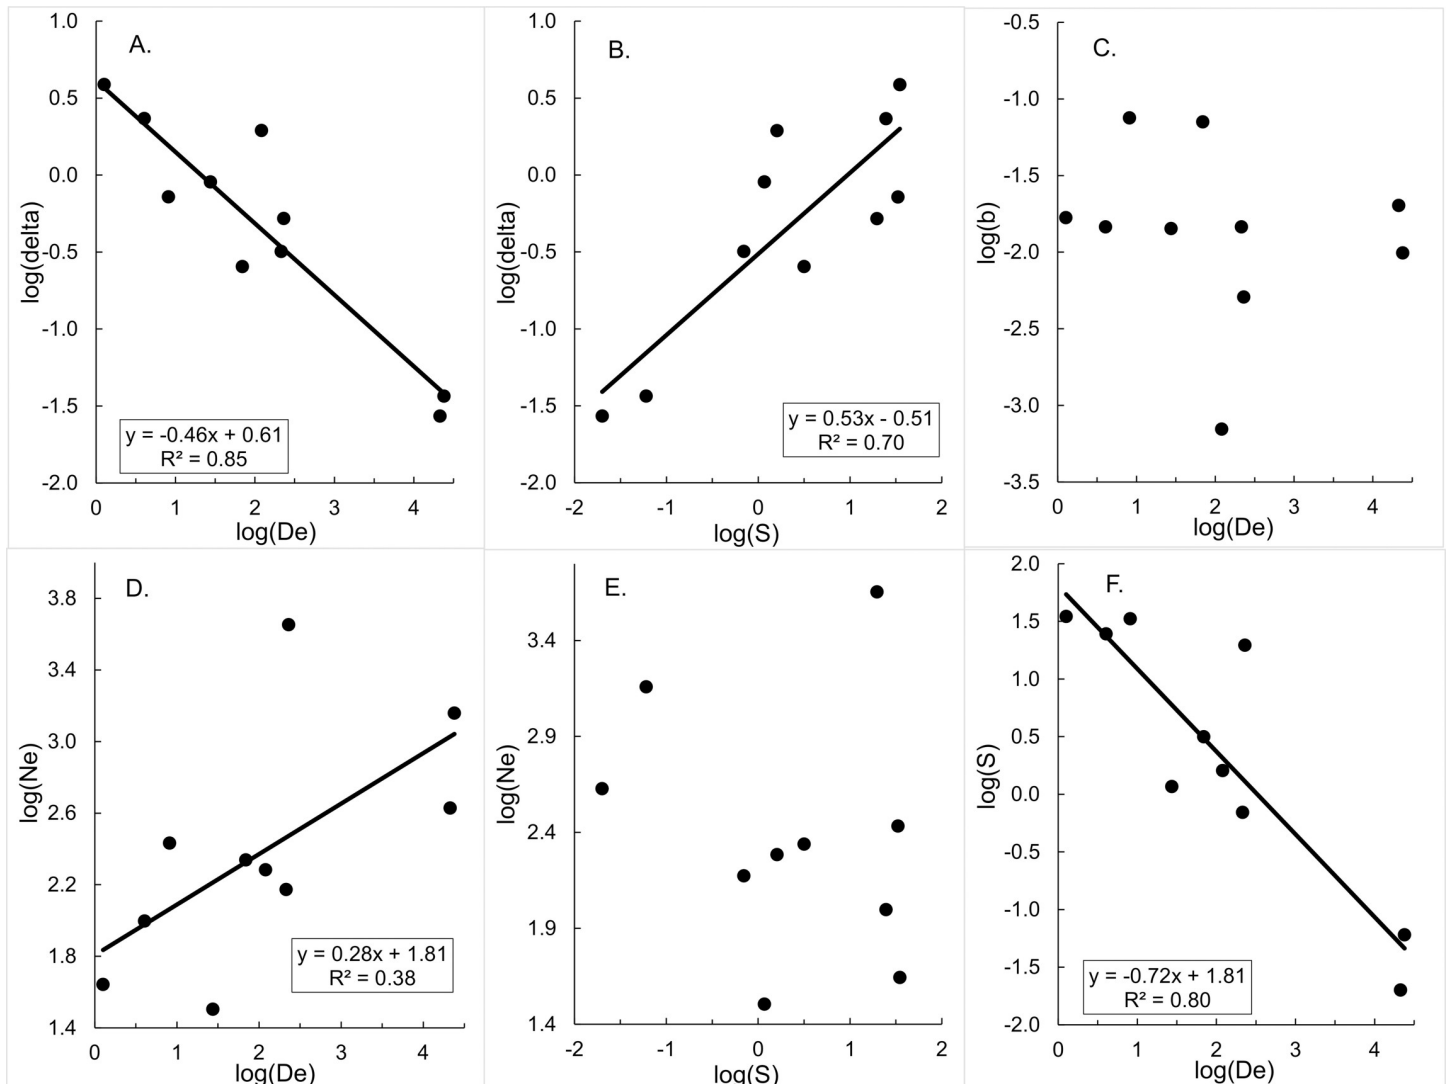 A.
1.0
0.5
0.0
-0.5
-1.0
-1.5
-2.0
log(delta)
y = -0.46x + 0.61
R² = 0.85
0 1 2 3 4
log(De)
B.
1.0
0.5
0.0
-0.5
-1.0
-1.5
-2.0
log(delta)
y = 0.53x - 0.51
R² = 0.70
-2 -1 0 1 2
log(S)
C.
-0.5
-1.0
-1.5
-2.0
-2.5
-3.0
-3.5
log(b)
0 1 2 3 4
log(De)
D.
3.8
3.4
3.0
2.6
2.2
1.8
1.4
log(Ne)
y = 0.28x + 1.81
R² = 0.38
0 1 2 3 4
log(De)
E.
3.4
2.9
2.4
1.9
1.4
log(Ne)
-2 -1 0 1 2
log(S)
F.
2.0
1.5
1.0
0.5
0.0
-0.5
-1.0
-1.5
-2.0
log(S)
y = -0.72x + 1.81
R² = 0.80
0 1 2 3 4
log(De)